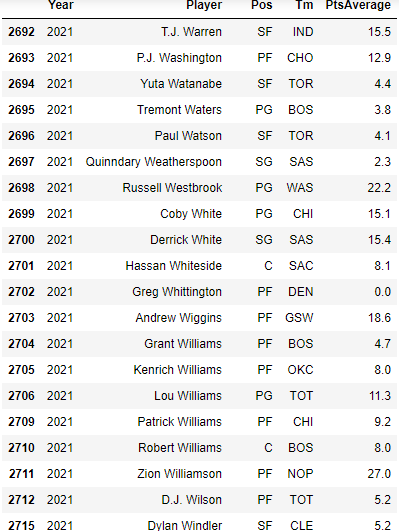 Year Player Pos Tm PtsAverage
2692 2021 T.J. Warren SF IND 15.5
2693 2021 P.J. Washington PF CHO 12.9
2694 2021 Yuta Watanabe SF TOR 4.4
2695 2021 Tremont Waters PG BOS 3.8
2696 2021 Paul Watson SF TOR 4.1
2697 2021 Quinndary Weatherspoon SG SAS 2.3
2698 2021 Russell Westbrook PG WAS 22.2
2699 2021 Coby White PG CHI 15.1
2700 2021 Derrick White SG SAS 15.4
2701 2021 Hassan Whiteside C SAC 8.1
2702 2021 Greg Whittington PF DEN 0.0
2703 2021 Andrew Wiggins PF GSW 18.6
2704 2021 Grant Williams PF BOS 4.7
2705 2021 Kenrich Williams PF OKC 8.0
2706 2021 Lou Williams PG TOT 11.3
2709 2021 Patrick Williams PF CHI 9.2
2710 2021 Robert Williams C BOS 8.0
2711 2021 Zion Williamson PF NOP 27.0
2712 2021 D.J. Wilson PF TOT 5.2
2715 2021 Dylan Windler SF CLE 5.2